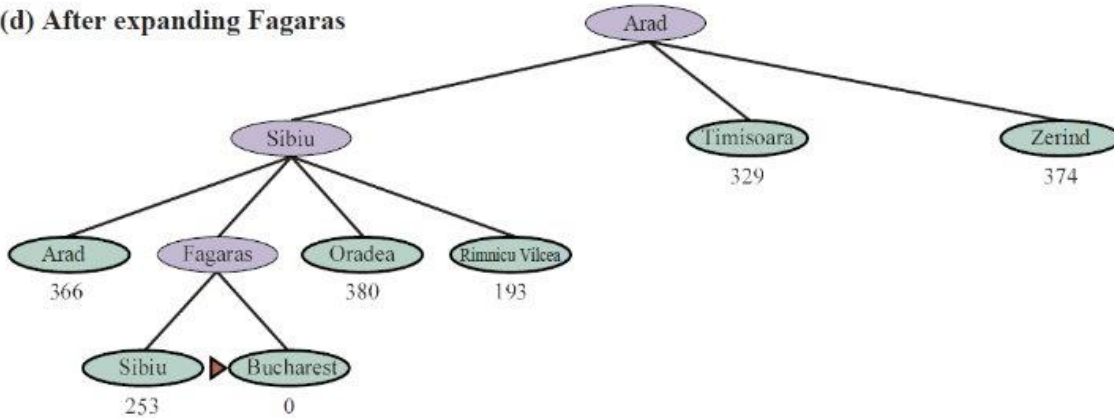 (d) After expanding Fagaras
Arad
Sibiu
Timisoara
Zerind
329
374
Arad
Fagaras
Oradea
Rimnicu Vilcea
366
380
193
Sibiu
Bucharest
253
0